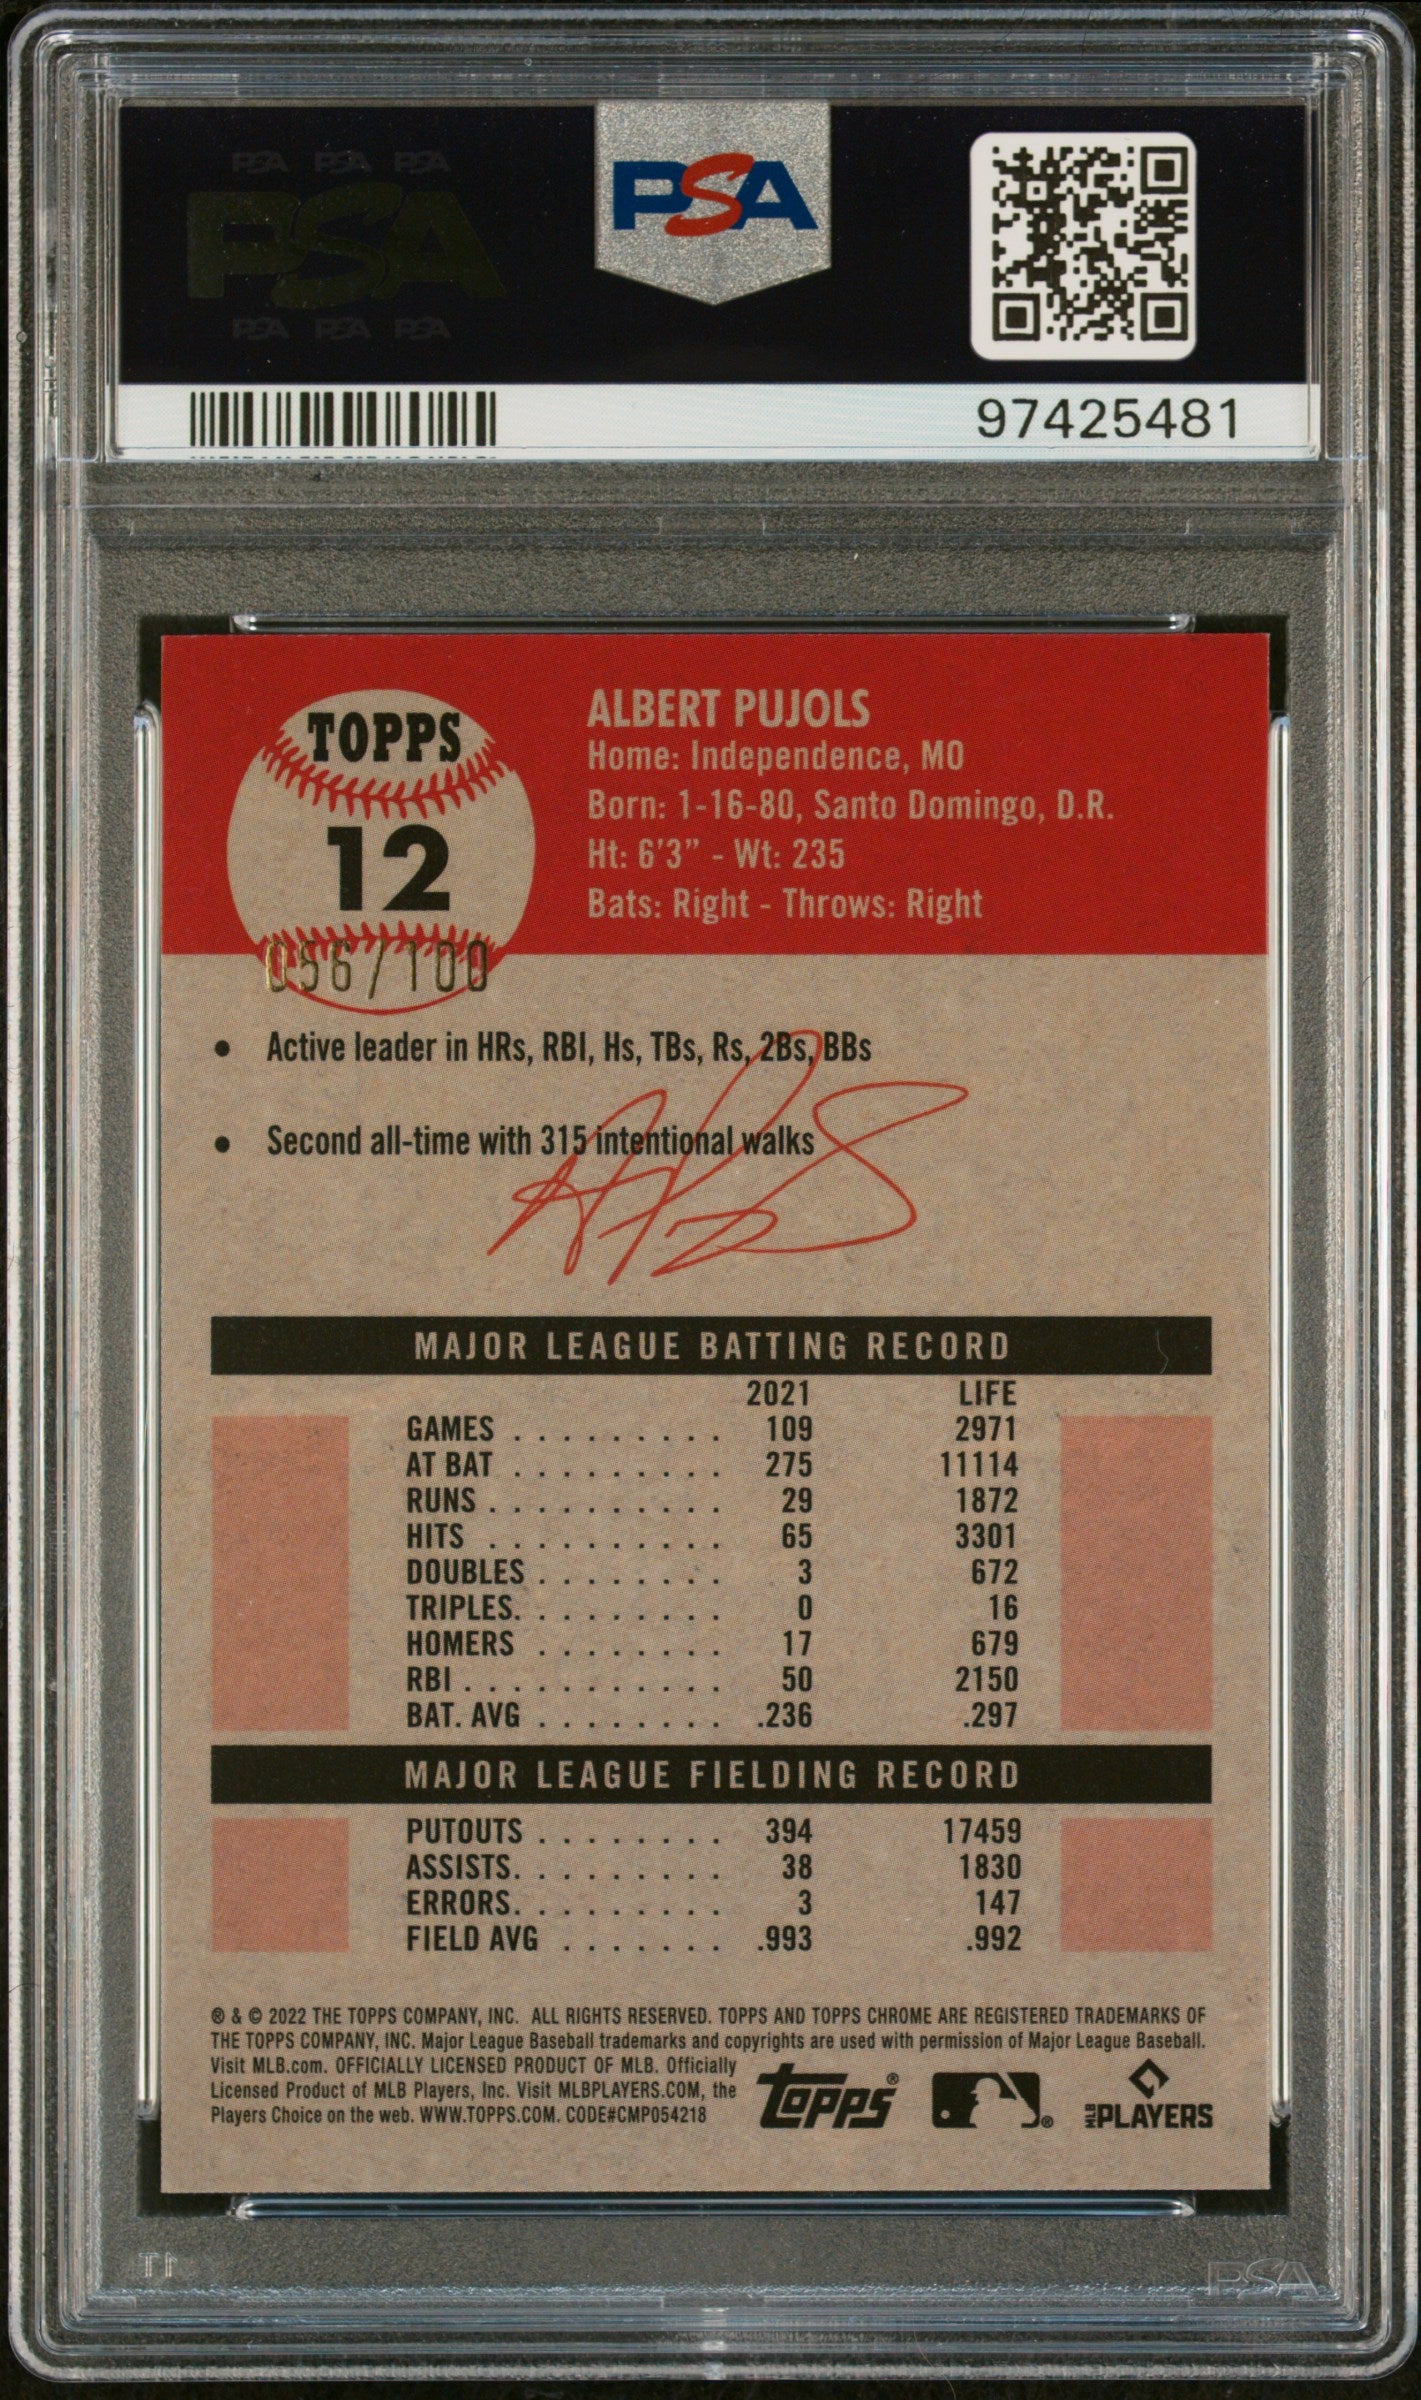 PSA PSA PSA
PSA
PSA PSA PSA
PSA
97425481
TOPPS
12
056/100
ALBERT PUJOLS
Home: Independence, MO
Born: 1-16-80, Santo Domingo, D.R.
Ht: 6'3" - Wt: 235
Bats: Right - Throws: Right
• Active leader in HRs, RBI, Hs, TBs, Rs, 2Bs, BBs
• Second all-time with 315 intentional walks
MAJOR LEAGUE BATTING RECORD
2021 LIFE
GAMES . . . . . . . . . 109 2971
AT BAT . . . . . . . . . 275 11114
RUNS . . . . . . . . . . 29 1872
HITS . . . . . . . . . . 65 3301
DOUBLES . . . . . . . . 3 672
TRIPLES. . . . . . . . . 0 16
HOMERS . . . . . . . . 17 679
RBI . . . . . . . . . . . 50 2150
BAT. AVG . . . . . . . . .236 .297
MAJOR LEAGUE FIELDING RECORD
PUTOUTS . . . . . . . . 394 17459
ASSISTS. . . . . . . . . 38 1830
ERRORS. . . . . . . . . 3 147
FIELD AVG . . . . . . . .993 .992
® & © 2022 THE TOPPS COMPANY, INC. ALL RIGHTS RESERVED. TOPPS AND TOPPS CHROME ARE REGISTERED TRADEMARKS OF
THE TOPPS COMPANY, INC. Major League Baseball trademarks and copyrights are used with permission of Major League Baseball.
Visit MLB.com. OFFICIALLY LICENSED PRODUCT OF MLB. Officially
Licensed Product of MLB Players, Inc. Visit MLBPLAYERS.COM, the
Players Choice on the web. WWW.TOPPS.COM. CODE#CMP054218
Topps®
®
MLB PLAYERS
PSA